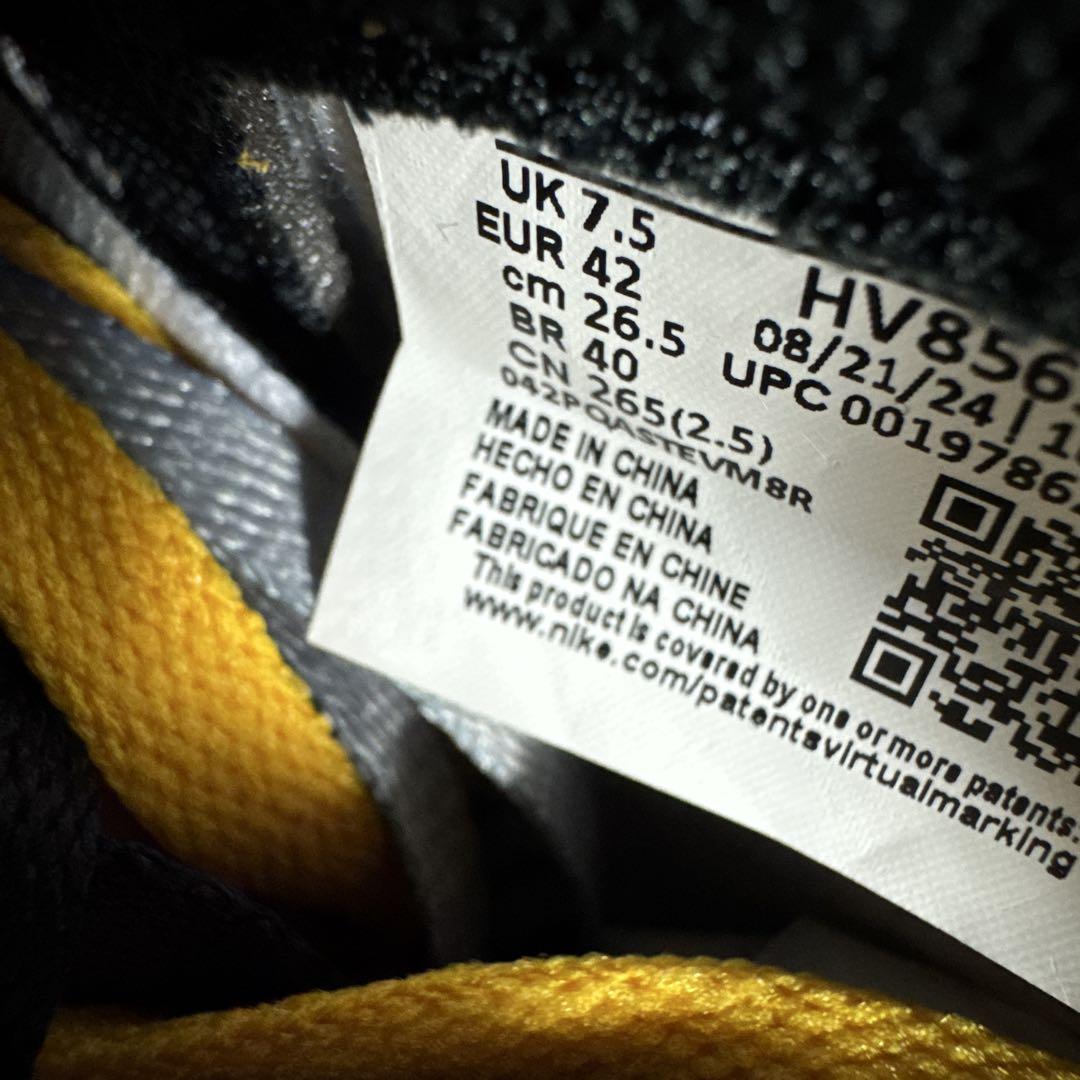 UK 7.5
EUR 42
cm 26.5
BR 40
CN 265(2.5)
042PQASTEVM8R
MADE IN CHINA
HECHO EN CHINA
FABRIQUE EN CHINE
FABRICADO NA CHINA
This product is covered by one or more patents.
www.nike.com/patentsvirtualmarking
HV856
08/21/24 | 1
UPC 00197862